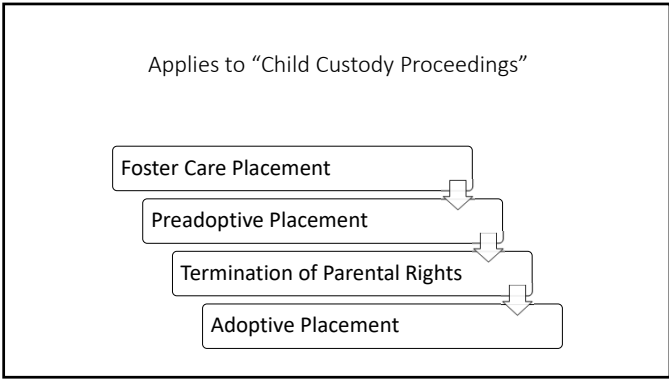 Applies to “Child Custody Proceedings”
Foster Care Placement
Preadoptive Placement
Termination of Parental Rights
Adoptive Placement